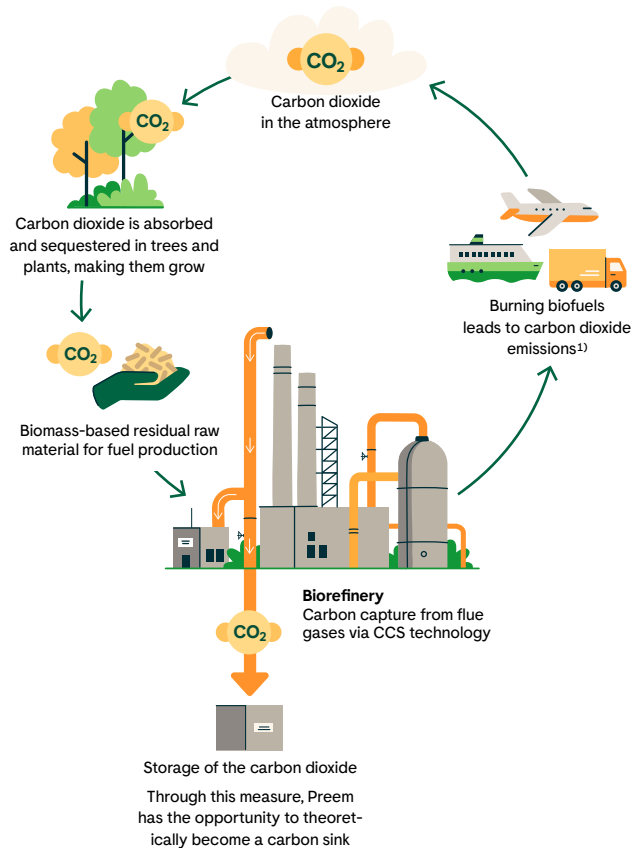 CO₂
Carbon dioxide
in the atmosphere
CO₂
Carbon dioxide is absorbed
and sequestered in trees and
plants, making them grow
CO₂
Biomass-based residual raw
material for fuel production
Burning biofuels
leads to carbon dioxide
emissions¹⁾
Biorefinery
Carbon capture from flue
gases via CCS technology
CO₂
Storage of the carbon dioxide
Through this measure, Preem
has the opportunity to theoret-
ically become a carbon sink